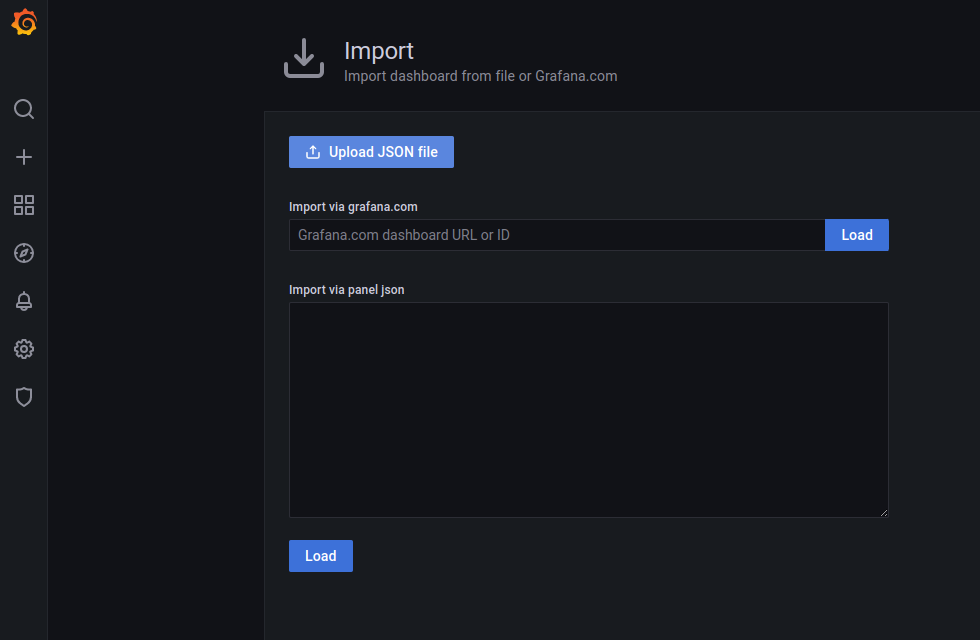 Import
Import dashboard from file or Grafana.com
Upload JSON file
Import via grafana.com
Grafana.com dashboard URL or ID
Load
Import via panel json
Load